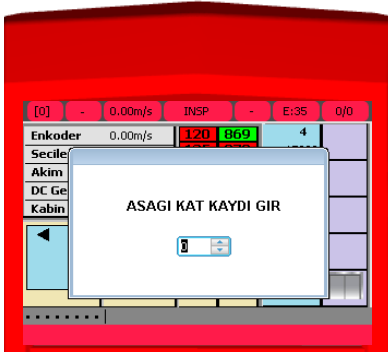 [0] - 0.00m/s INSP - E:35 0/0
Enkoder 0.00m/s 120 869 4
Secile
Akim
DC Ge
Kabin
ASAGI KAT KAYDI GIR
0